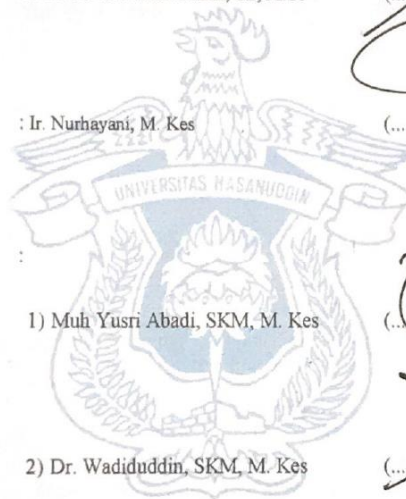 : Ir. Nurhayani, M. Kes (...
UNIVERSITAS HASANUDDIN
:
1) Muh Yusri Abadi, SKM, M. Kes (...
2) Dr. Wadiduddin, SKM, M. Kes (...